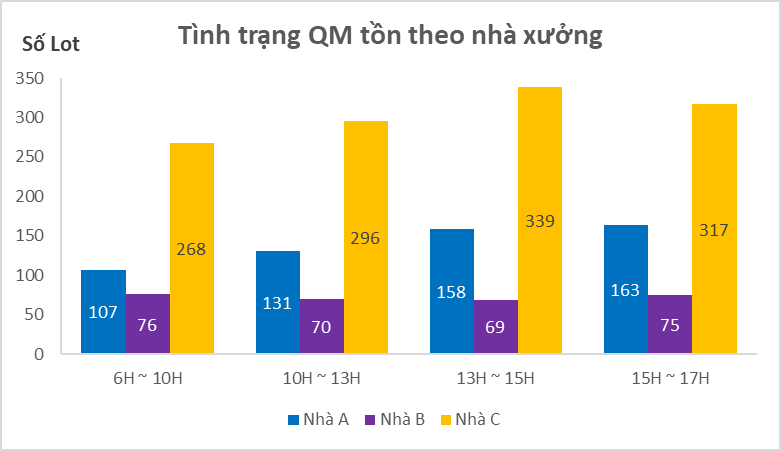 Tình trạng QM tồn theo nhà xưởng
Số Lot
350
300
250
200
150
100
50
0
107
76
268
131
70
296
158
69
339
163
75
317
6H ~ 10H
10H ~ 13H
13H ~ 15H
15H ~ 17H
Nhà A
Nhà B
Nhà C